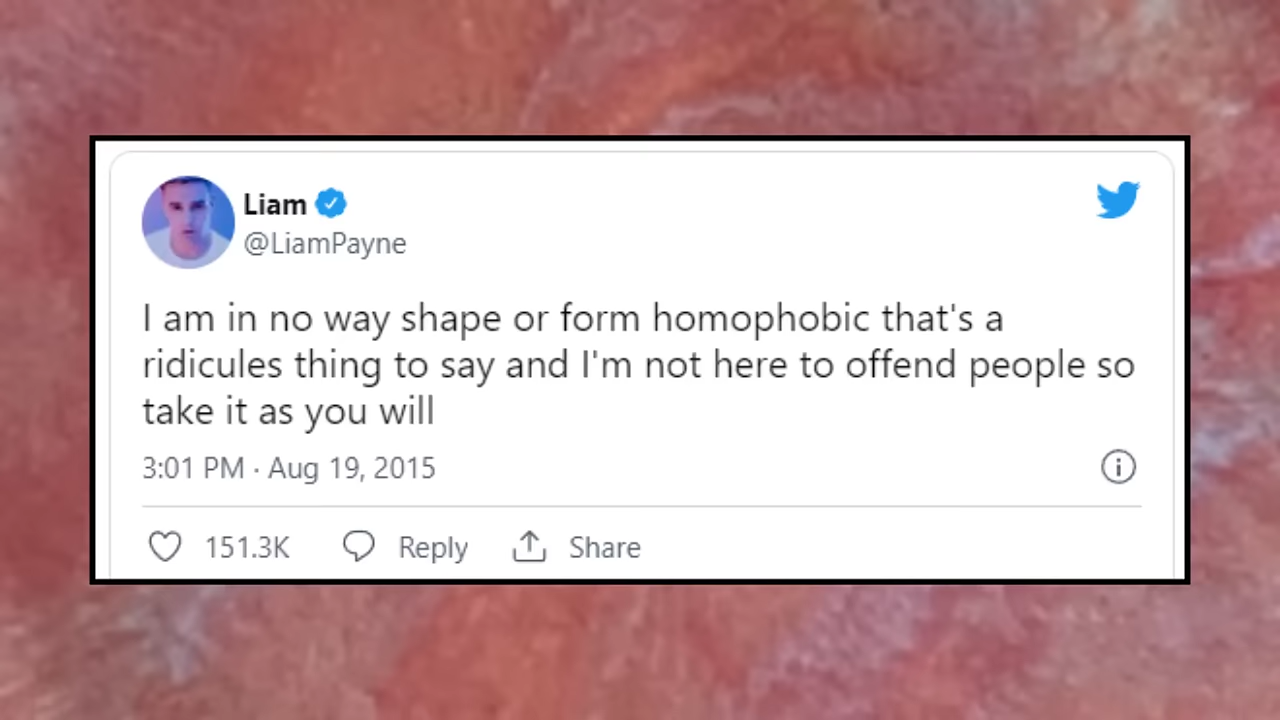 Liam
@LiamPayne
I am in no way shape or form homophobic that's a
ridicules thing to say and I'm not here to offend people so
take it as you will
3:01 PM · Aug 19, 2015
151.3K Reply Share